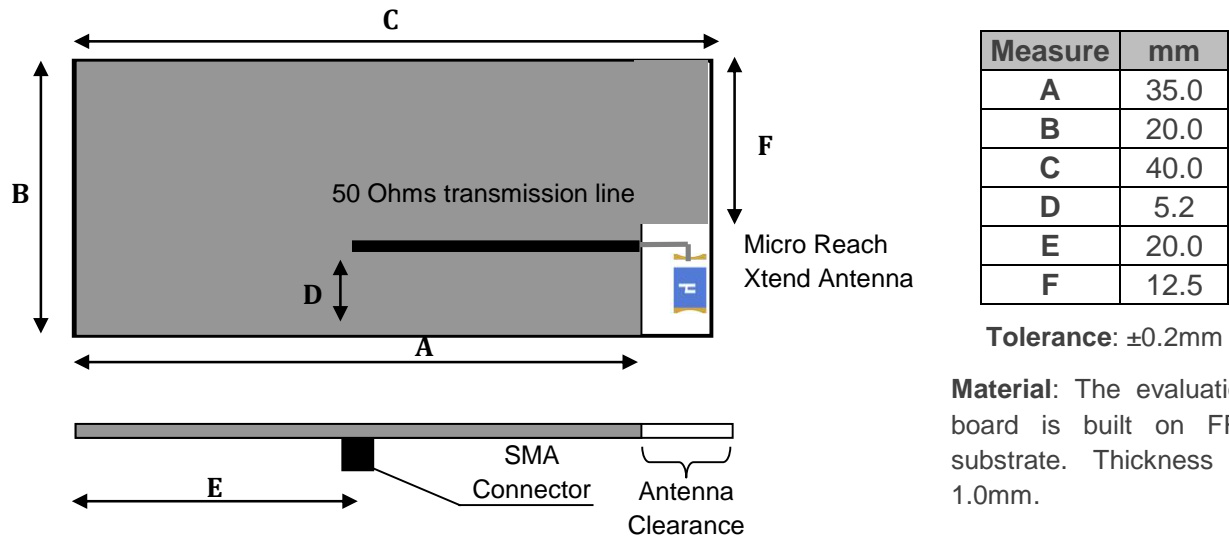 C
B
F
50 Ohms transmission line
Micro Reach
Xtend Antenna
D
A
SMA
Connector
E
Antenna
Clearance
Measure mm
A 35.0
B 20.0
C 40.0
D 5.2
E 20.0
F 12.5
Tolerance: ±0.2mm
Material: The
board is built on
substrate. Thickness
1.0mm.